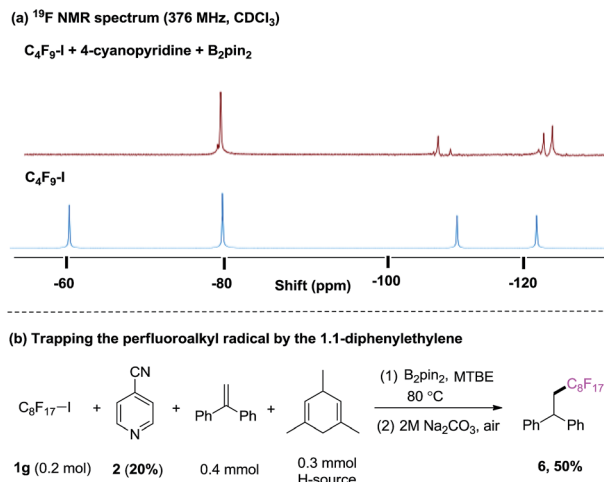 (a) ¹⁹F NMR spectrum (376 MHz, CDCl₃)
C₄F₉-I + 4-cyanopyridine + B₂pin₂
C₄F₉-I
-60 -80 Shift (ppm) -100 -120
(b) Trapping the perfluoroalkyl radical by the 1.1-diphenylethylene
CN
C₈F₁₇–I + N + Ph Ph +
(1) B₂pin₂, MTBE
80 °C
(2) 2M Na₂CO₃, air
C₈F₁₇
Ph Ph
1g (0.2 mol) 2 (20%) 0.4 mmol 0.3 mmol 6, 50%
H-source